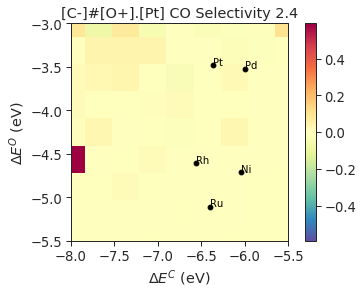 [C-]#[O+].[Pt] CO Selectivity 2.4
−3.0
−3.5
−4.0
−4.5
−5.0
−5.5
ΔE^O (eV)
Pt
Pd
Rh
Ni
Ru
−8.0 −7.5 −7.0 −6.5 −6.0 −5.5
ΔE^C (eV)
0.4
0.2
0.0
−0.2
−0.4